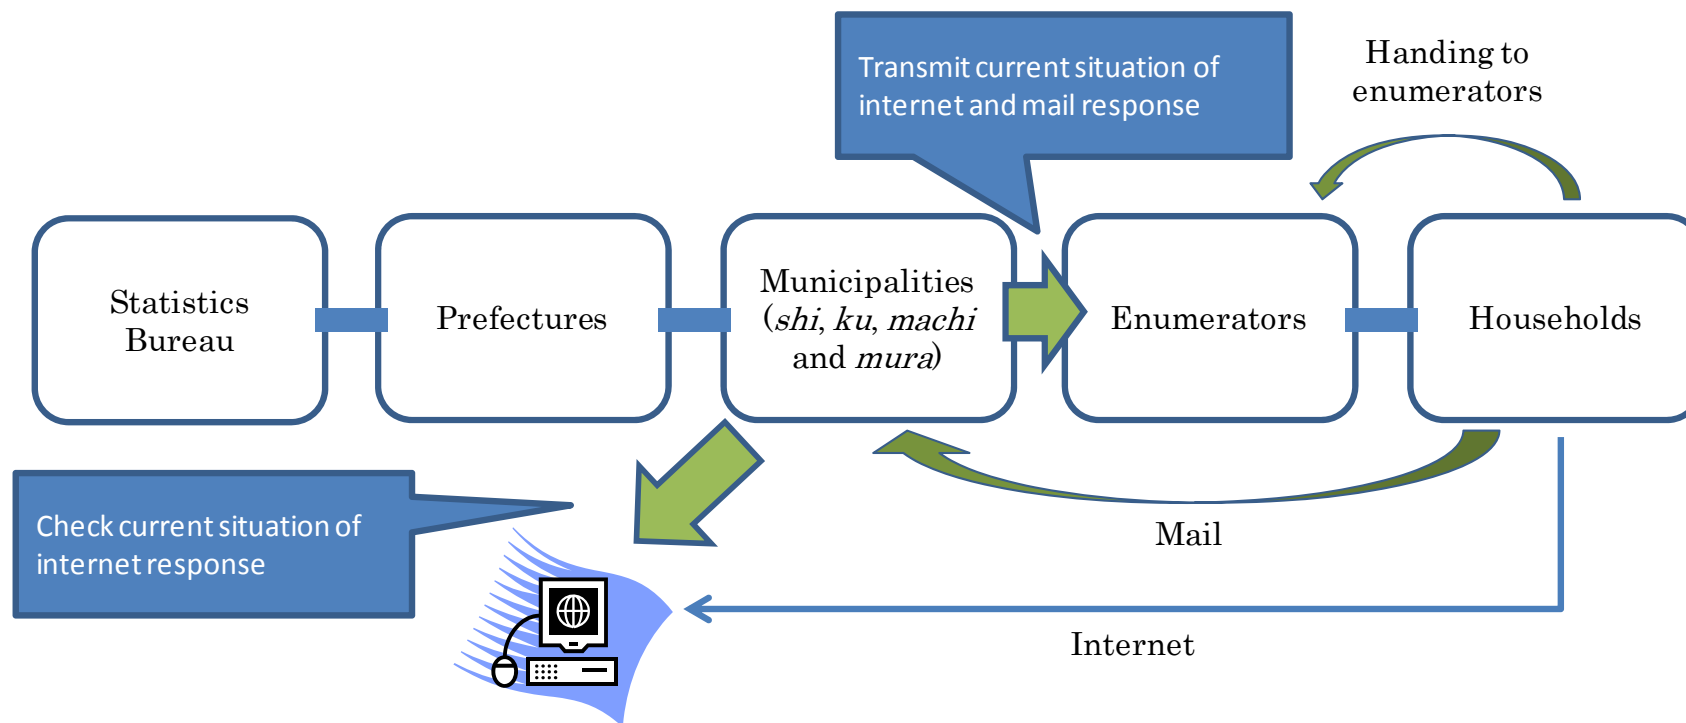 Transmit current situation of
internet and mail response
Handing to
enumerators
Statistics
Bureau
Prefectures
Municipalities
(shi, ku, machi
and mura)
Enumerators
Households
Check current situation of
internet response
Mail
Internet